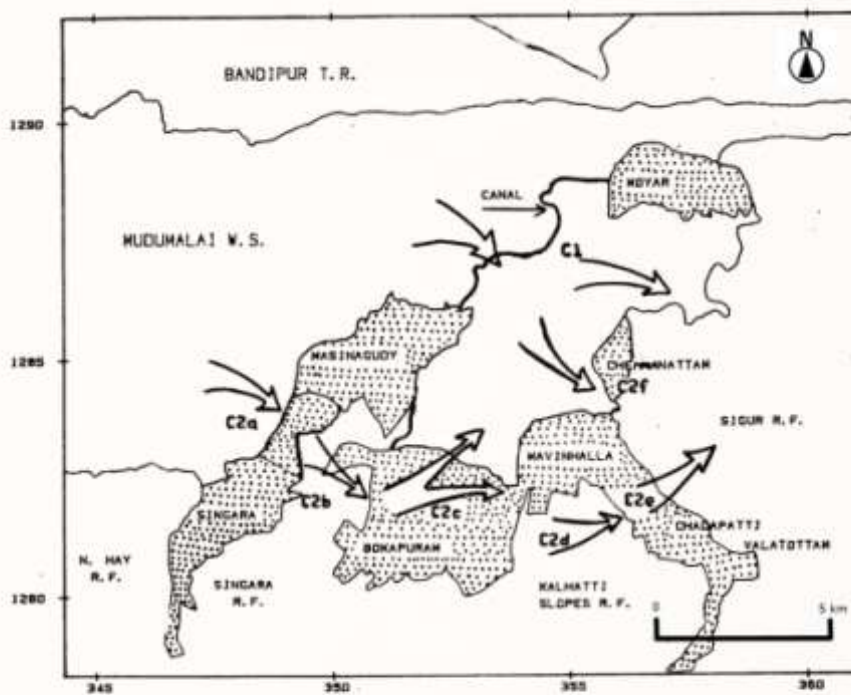 N
BANDIPUR T.R.
1290
MOYAR
CANAL
MUDUMALAI W.S.
C1
1285
MASINAGUDY
CHEMMANATTAM
C2f
C2a
SIGUR R.F.
MAVINHALLA
C2b
C2c
C2e
SINGARA
CHADAPATTI
C2d
BOKAPURAM
VALATOTTAM
N. HAY
R.F.
SINGARA
R.F.
KALHATTI
SLOPES R.F.
1280
0
5 km
345
350
355
360